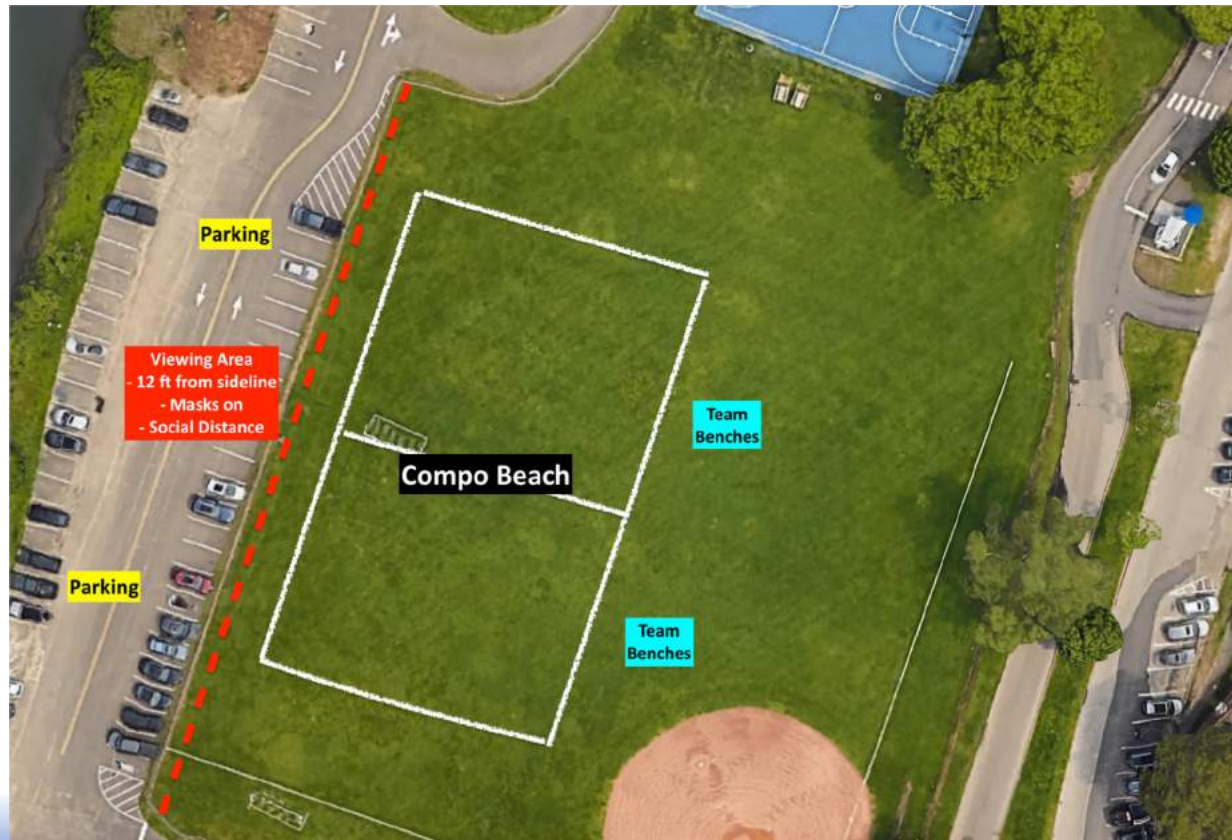 Parking
Viewing Area
- 12 ft from sideline
- Masks on
- Social Distance
Team
Benches
Compo Beach
Parking
Team
Benches